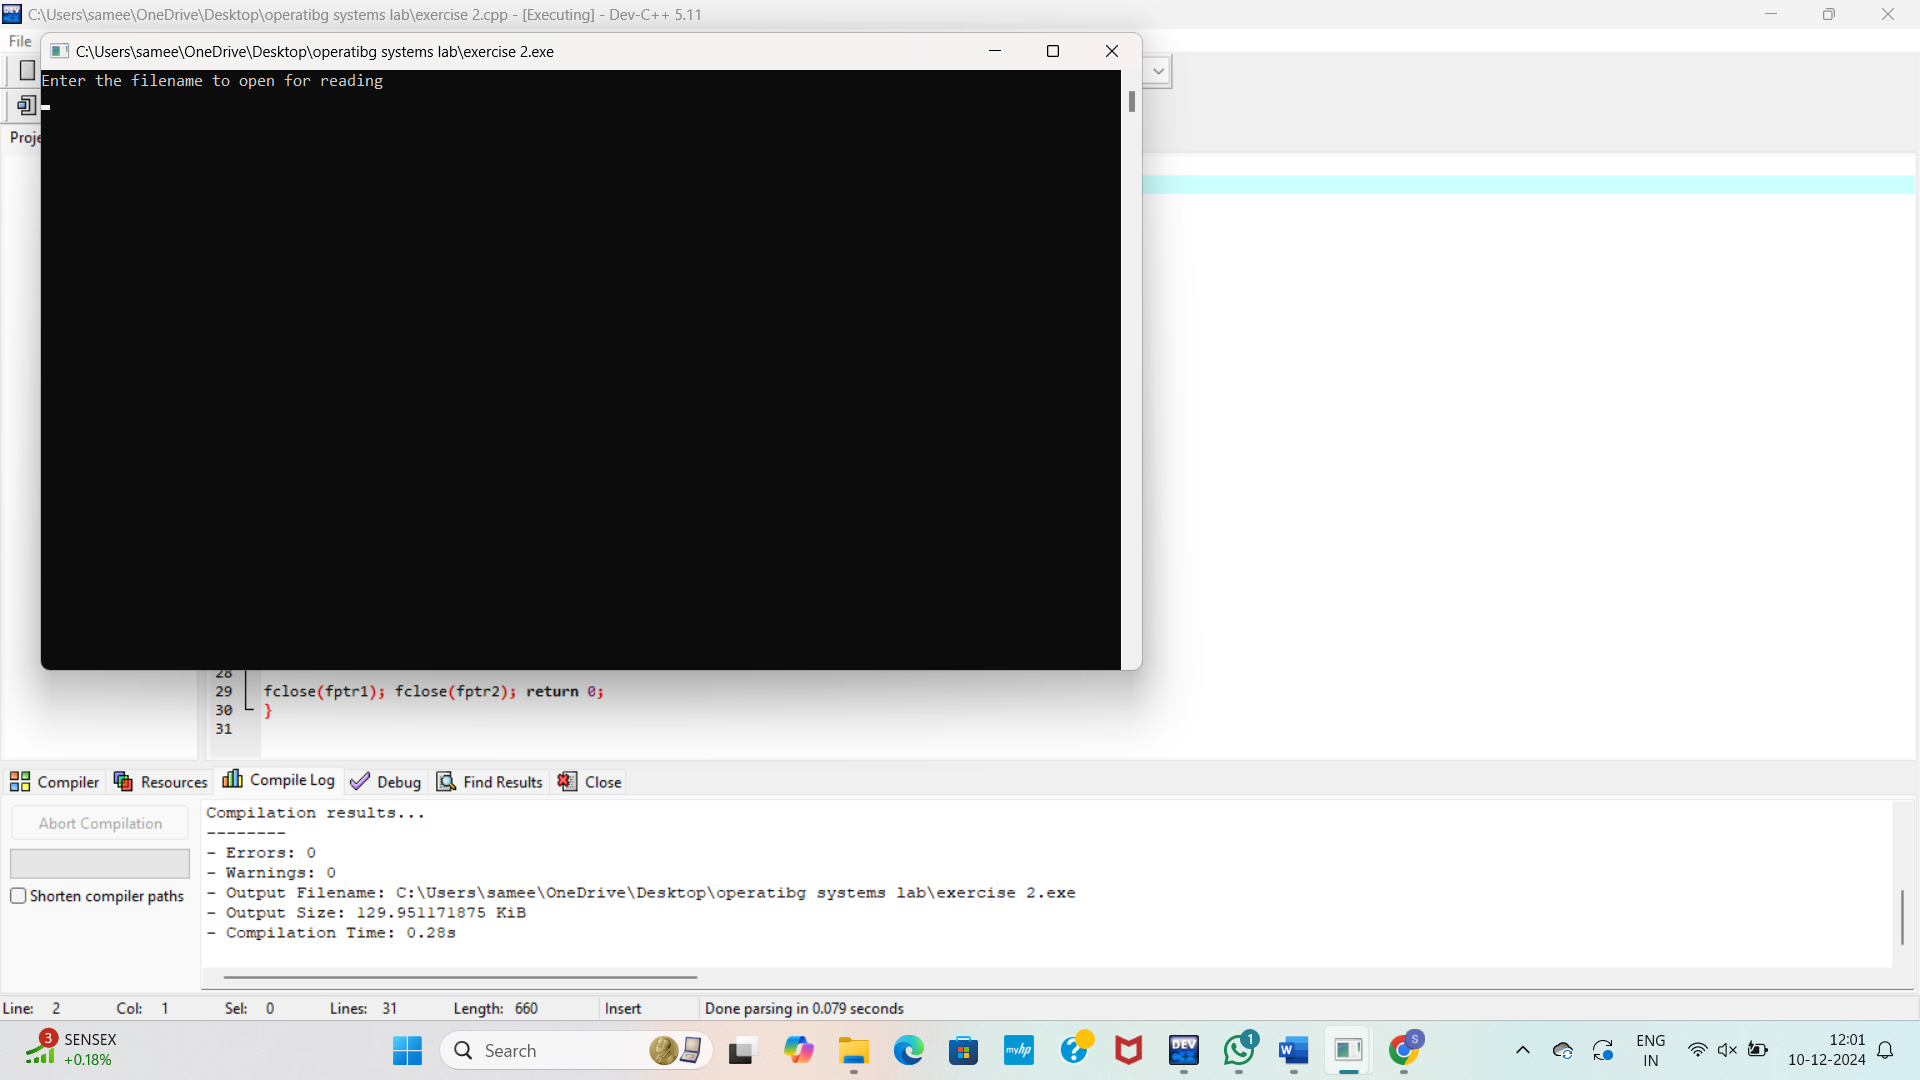 C:\Users\samee\OneDrive\Desktop\operatibg systems lab\exercise 2.cpp - [Executing] - Dev-C++ 5.11
File
C:\Users\samee\OneDrive\Desktop\operatibg systems lab\exercise 2.exe
Enter the filename to open for reading
Proje
28
29 fclose(fptr1); fclose(fptr2); return 0;
30 }
31
Compiler Resources Compile Log Debug Find Results Close
Abort Compilation
Shorten compiler paths
Compilation results...
--------
- Errors: 0
- Warnings: 0
- Output Filename: C:\Users\samee\OneDrive\Desktop\operatibg systems lab\exercise 2.exe
- Output Size: 129.951171875 KiB
- Compilation Time: 0.28s
Line: 2 Col: 1 Sel: 0 Lines: 31 Length: 660 Insert Done parsing in 0.079 seconds
3 SENSEX
+0.18%
Search
myhp
DEV
1
W
S
ENG
IN
12:01
10-12-2024